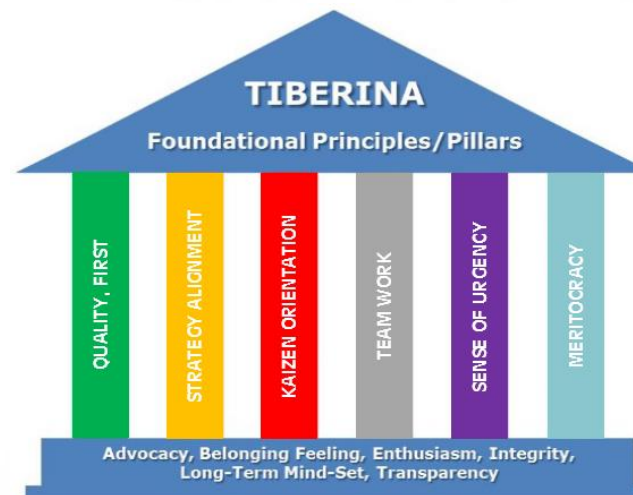 TIBERINA
Foundational Principles/Pillars
QUALITY, FIRST
STRATEGY ALIGNMENT
KAIZEN ORIENTATION
TEAM WORK
SENSE OF URGENCY
MERITOCRACY
Advocacy, Belonging Feeling, Enthusiasm, Integrity,
Long-Term Mind-Set, Transparency